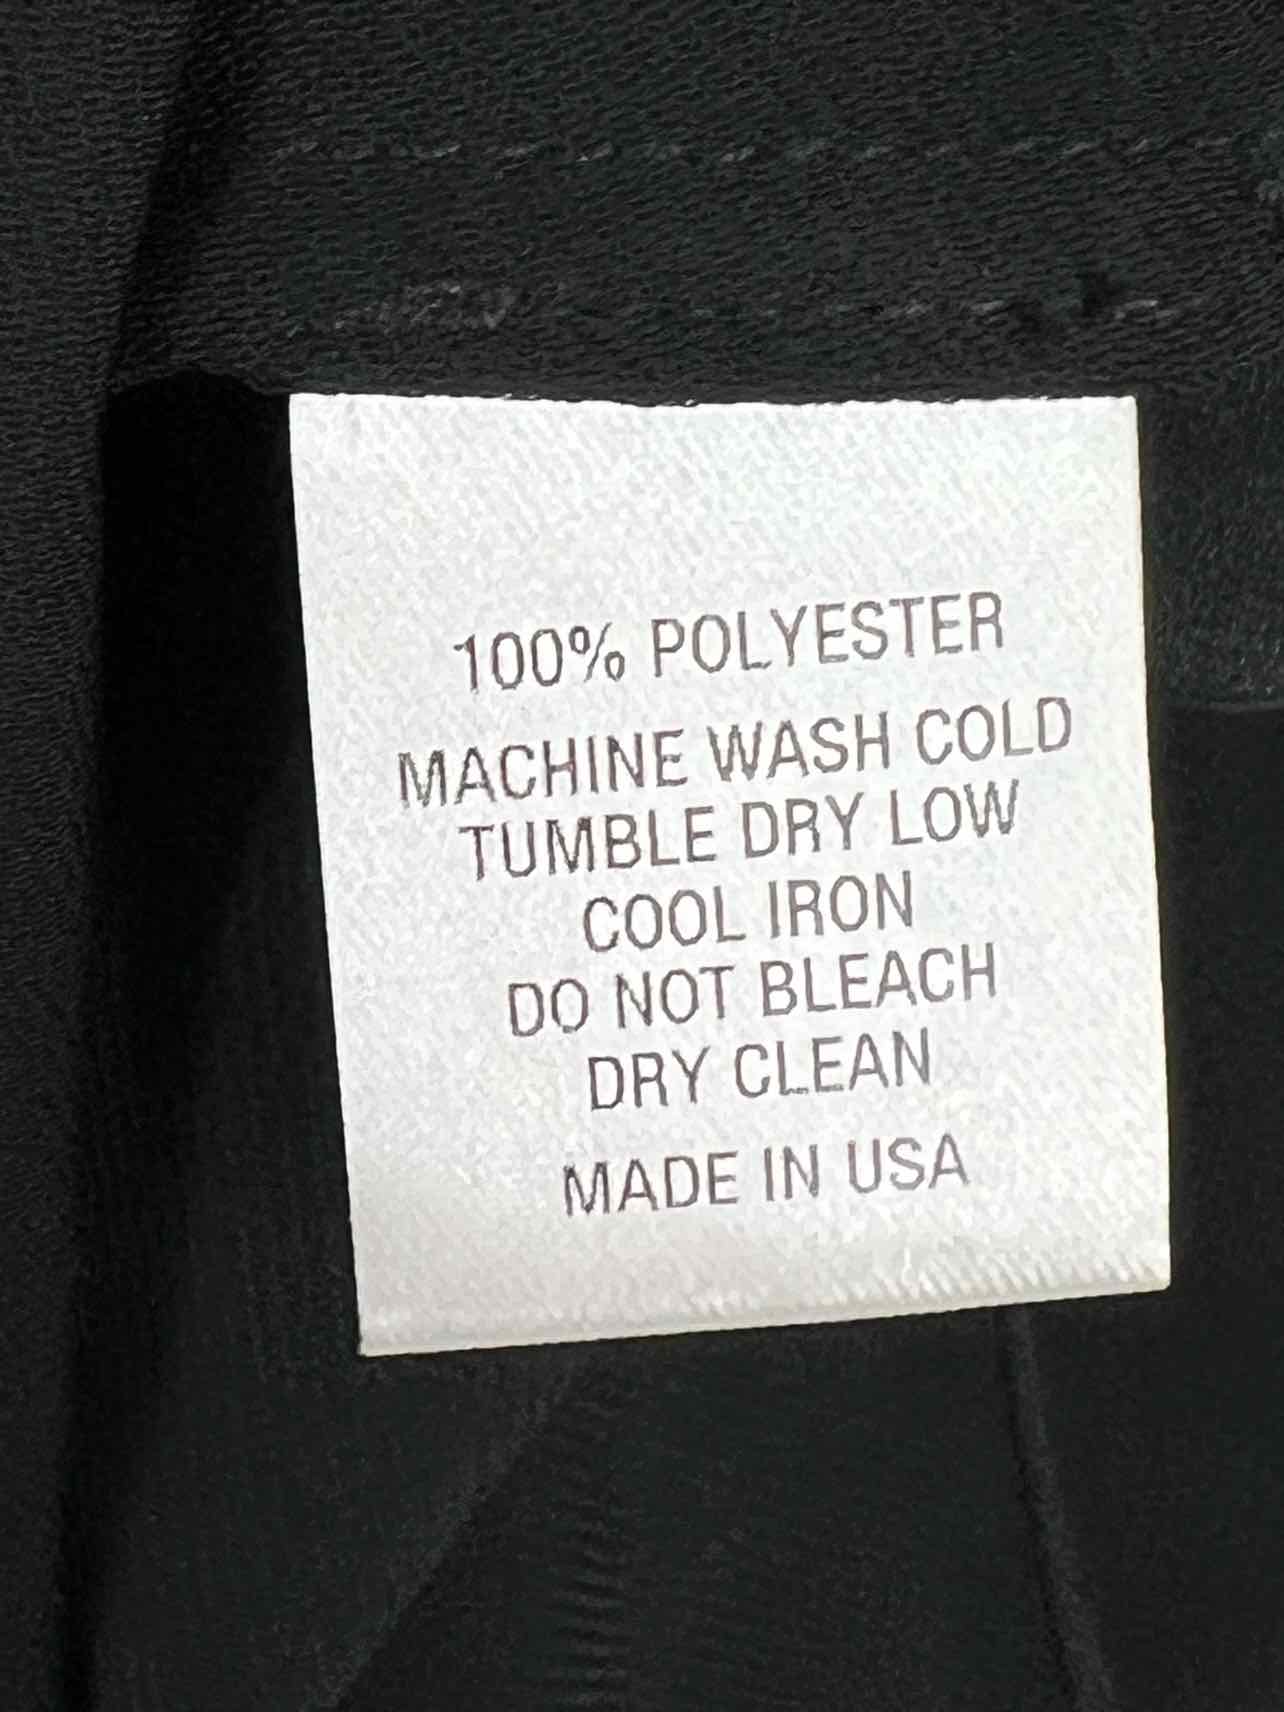 100% POLYESTER
MACHINE WASH COLD
TUMBLE DRY LOW
COOL IRON
DO NOT BLEACH
DRY CLEAN
MADE IN USA